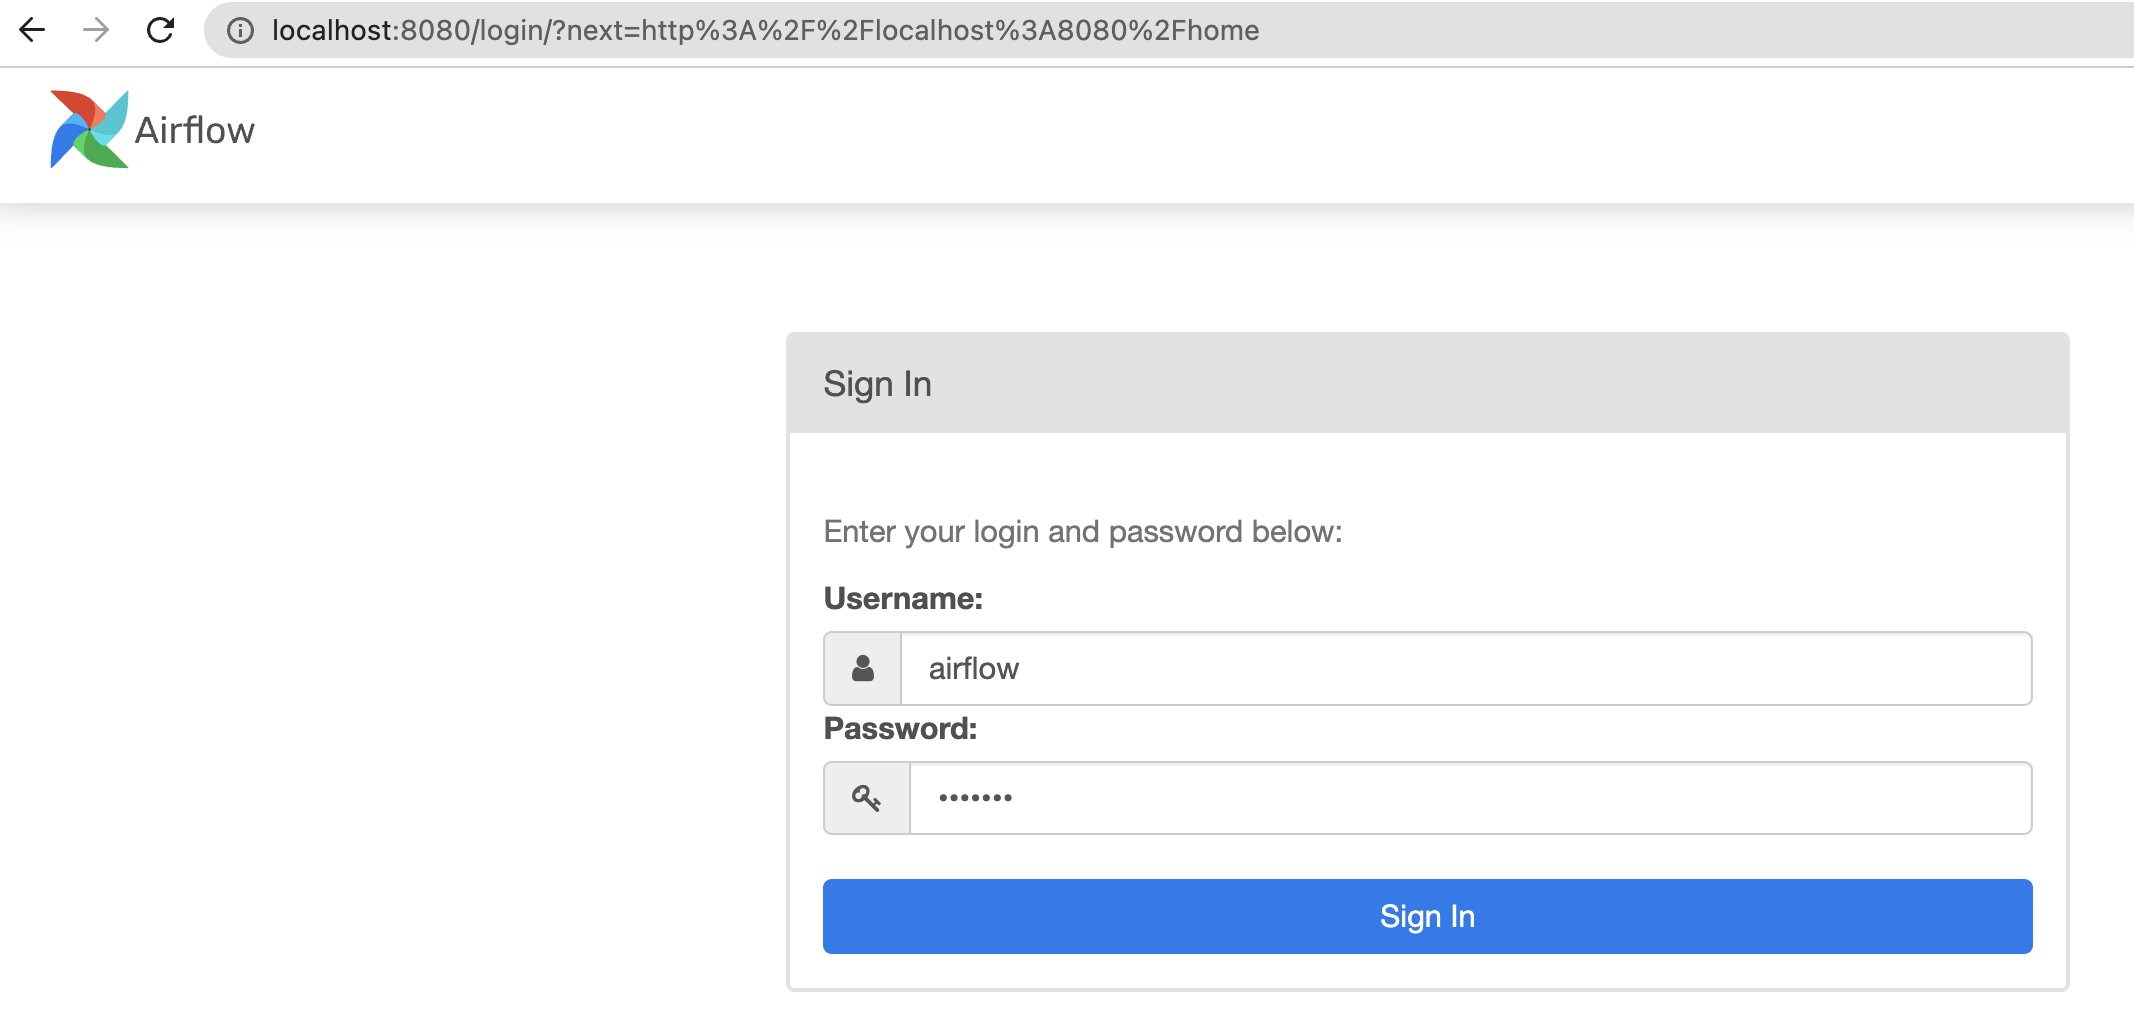 localhost:8080/login/?next=http%3A%2F%2Flocalhost%3A8080%2Fhome
Airflow
Sign In
Enter your login and password below:
Username:
airflow
Password:
•••••••
Sign In